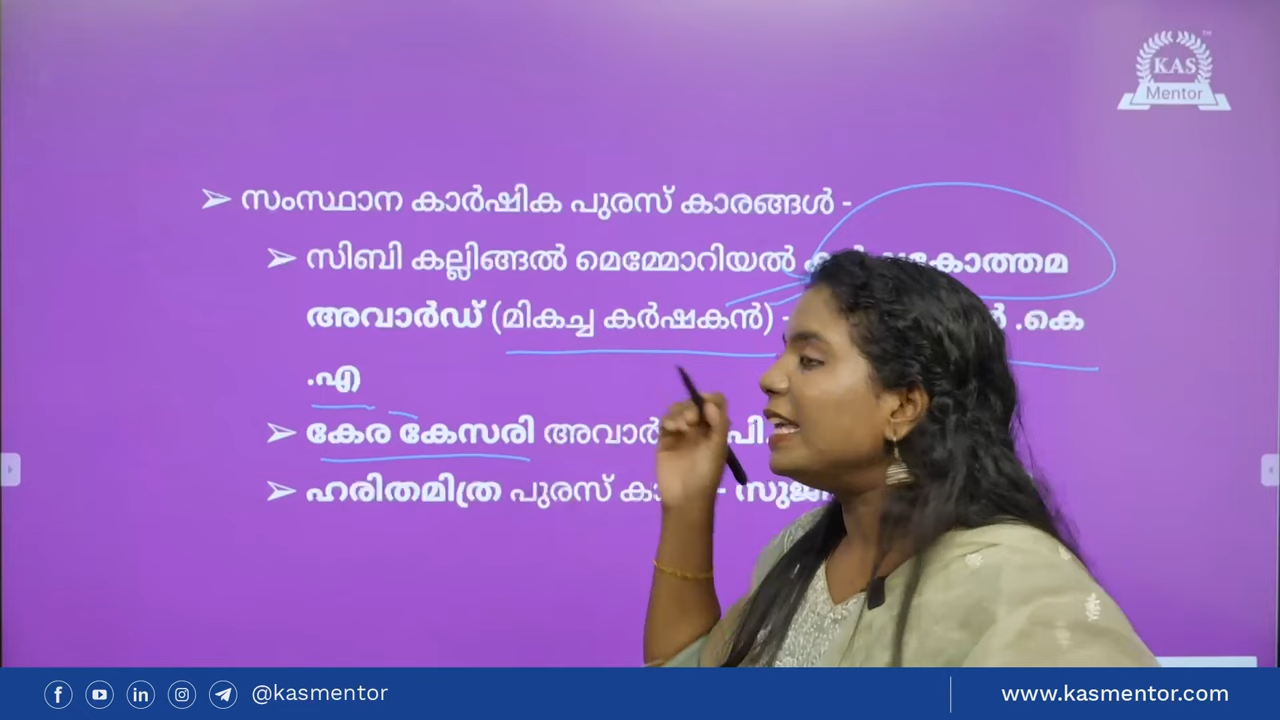 KAS
TM
Mentor
➢ സംസ്ഥാന കാർഷിക പുരസ് കാരങ്ങൾ -
➢ സിബി കല്ലിങ്ങൽ മെമ്മോറിയൽ
അവാർഡ് (മികച്ച കർഷകൻ) - .കെ
.എ
➢ കേര കേസരി
➢ ഹരിതമിത്ര പുരസ് -
@kasmentor
www.kasmentor.com